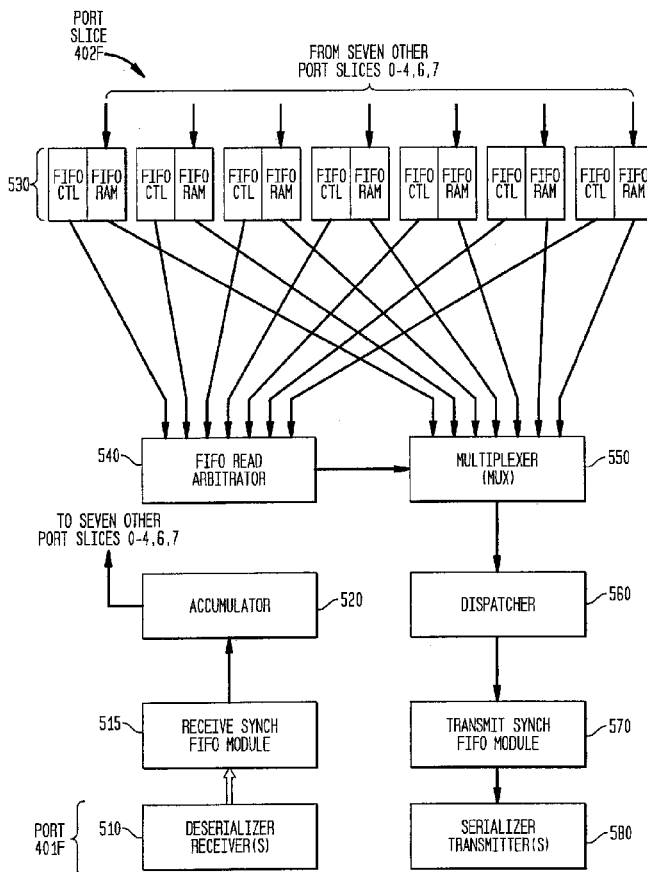 PORT
SLICE
402F
FROM SEVEN OTHER
PORT SLICES 0-4,6,7
530
FIFO CTL FIFO RAM FIFO CTL FIFO RAM FIFO CTL FIFO RAM FIFO CTL FIFO RAM FIFO CTL FIFO RAM FIFO CTL FIFO RAM FIFO CTL FIFO RAM
540
FIFO READ
ARBITRATOR
MULTIPLEXER
(MUX)
550
TO SEVEN OTHER
PORT SLICES 0-4,6,7
ACCUMULATOR
520
DISPATCHER
560
515
RECEIVE SYNCH
FIFO MODULE
TRANSMIT SYNCH
FIFO MODULE
570
PORT
401F
510
DESERIALIZER
RECEIVER(S)
SERIALIZER
TRANSMITTER(S)
580